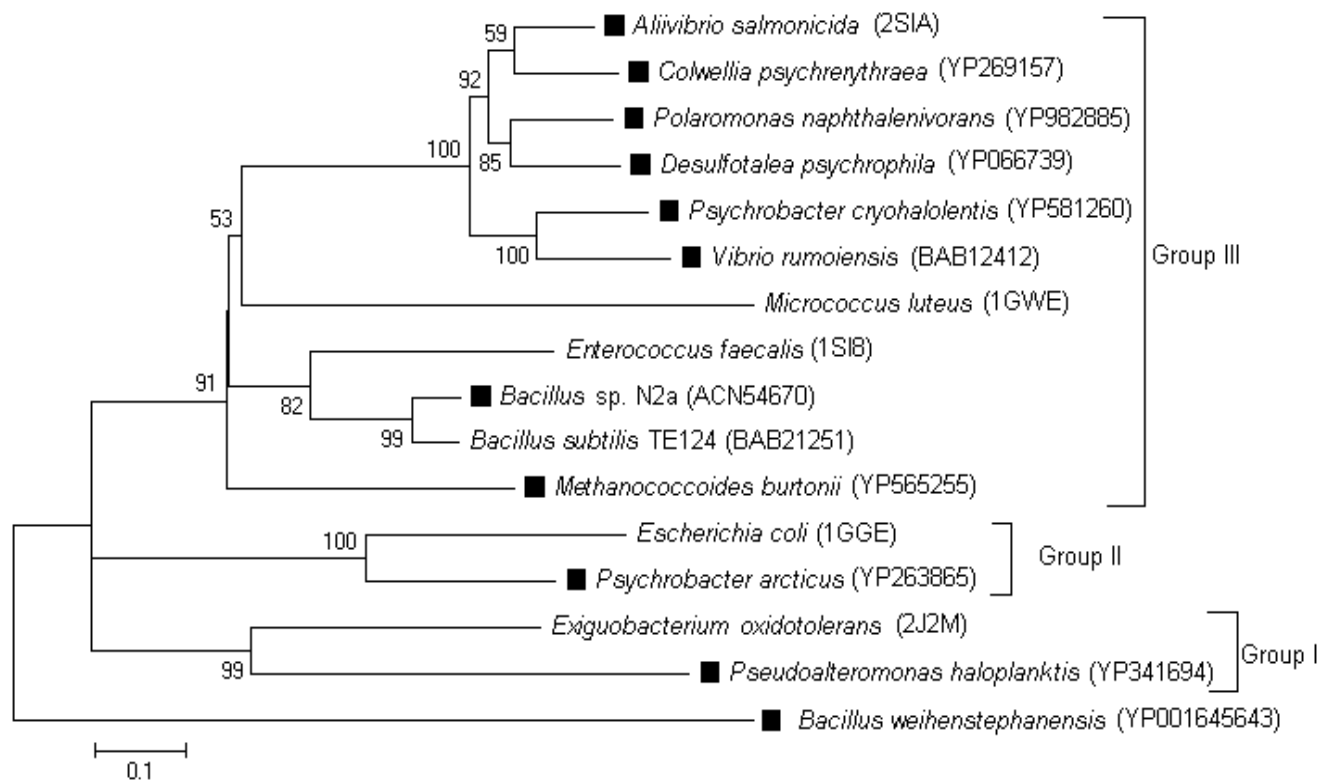 59
Aliivibrio salmonicida (2SIA)
Colwellia psychrerythraea (YP269157)
92
Polaromonas naphthalenivorans (YP982885)
100
85
Desulfotalea psychrophila (YP066739)
53
Psychrobacter cryohalolentis (YP581260)
100
Vibrio rumoiensis (BAB12412)
Group III
Micrococcus luteus (1GWE)
Enterococcus faecalis (1SI8)
91
82
Bacillus sp. N2a (ACN54670)
99
Bacillus subtilis TE124 (BAB21251)
Methanococcoides burtonii (YP565255)
100
Escherichia coli (1GGE)
Group II
Psychrobacter arcticus (YP263865)
Exiguobacterium oxidotolerans (2J2M)
Group I
99
Pseudoalteromonas haloplanktis (YP341694)
Bacillus weihenstephanensis (YP001645643)
0.1